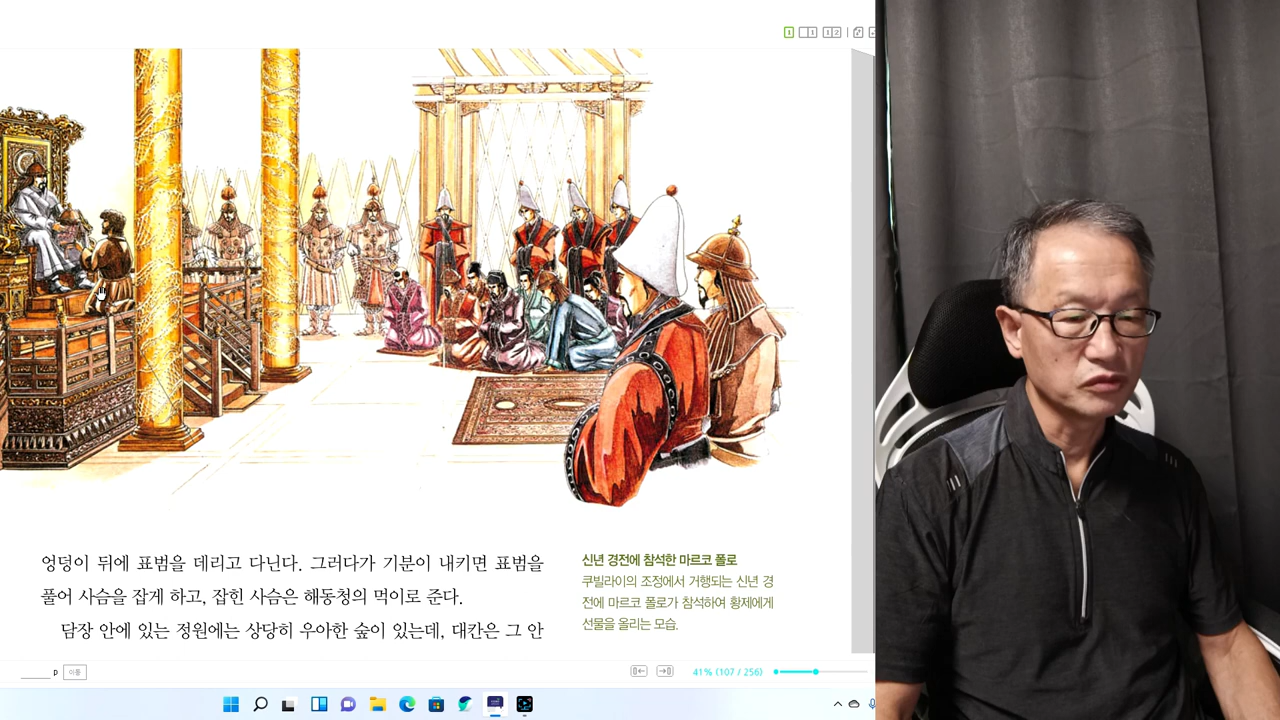 엉덩이 뒤에 표범을 데리고 다닌다. 그러다가 기분이 내키면 표범을
풀어 사슴을 잡게 하고, 잡힌 사슴은 해동청의 먹이로 준다.
담장 안에 있는 정원에는 상당히 우아한 숲이 있는데, 대칸은 그 안
신년 경전에 참석한 마르코 폴로
쿠빌라이의 조정에서 거행되는 신년 경
전에 마르코 폴로가 참석하여 황제에게
선물을 올리는 모습.
p 이동
41% (107 / 256)